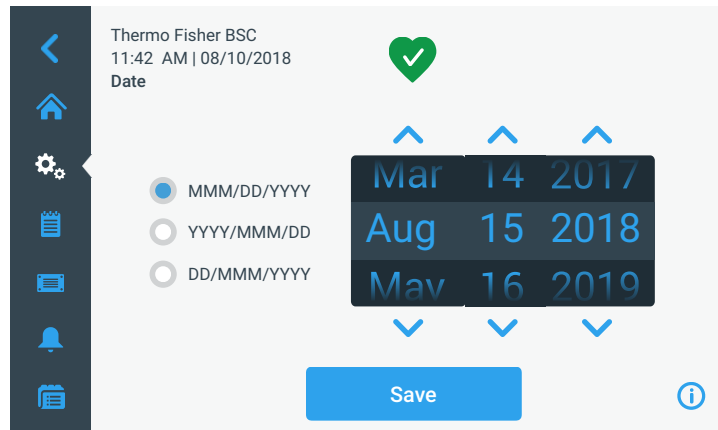 Thermo Fisher BSC
11:42 AM | 08/10/2018
Date
MMM/DD/YYYY
YYYY/MMM/DD
DD/MMM/YYYY
Mar 14 2017
Aug 15 2018
May 16 2019
Save